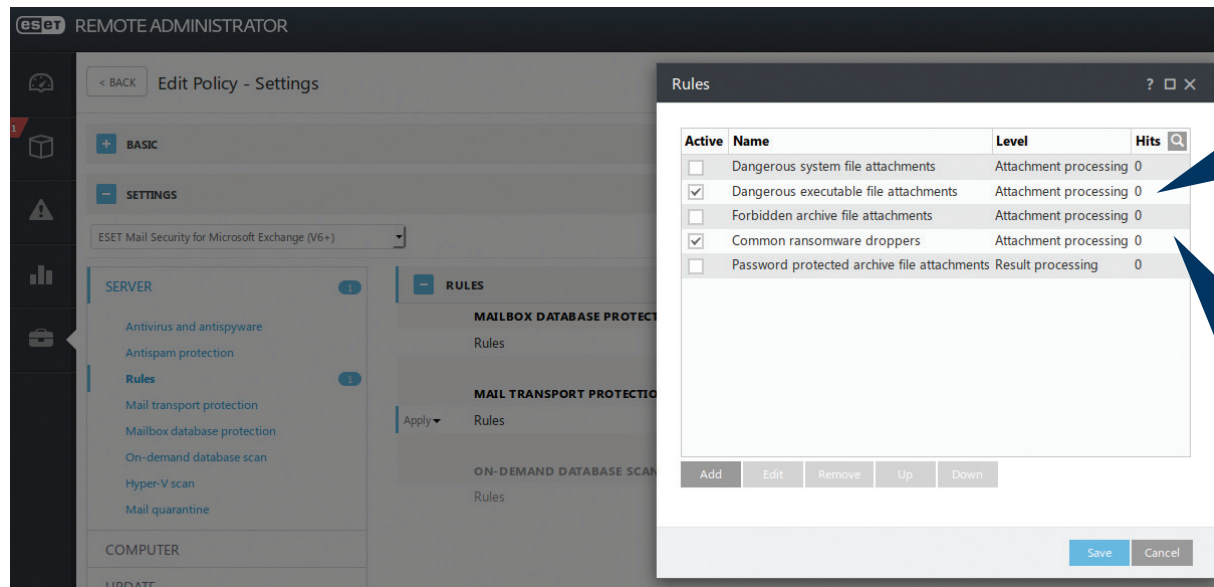 eseT REMOTE ADMINISTRATOR
< BACK Edit Policy - Settings
1
BASIC
SETTINGS
ESET Mail Security for Microsoft Exchange (V6+)
SERVER 1
Antivirus and antispyware
Antispam protection
Rules 1
Mail transport protection
Mailbox database protection
On-demand database scan
Hyper-V scan
Mail quarantine
COMPUTER
UPDATE
RULES
MAILBOX DATABASE PROTECT
Rules
MAIL TRANSPORT PROTECTIO
Apply Rules
ON-DEMAND DATABASE SCAN
Rules
Rules ?
Active Name Level Hits
Dangerous system file attachments Attachment processing 0
Dangerous executable file attachments Attachment processing 0
Forbidden archive file attachments Attachment processing 0
Common ransomware droppers Attachment processing 0
Password protected archive file attachments Result processing 0
Add Edit Remove Up Down
Save Cancel